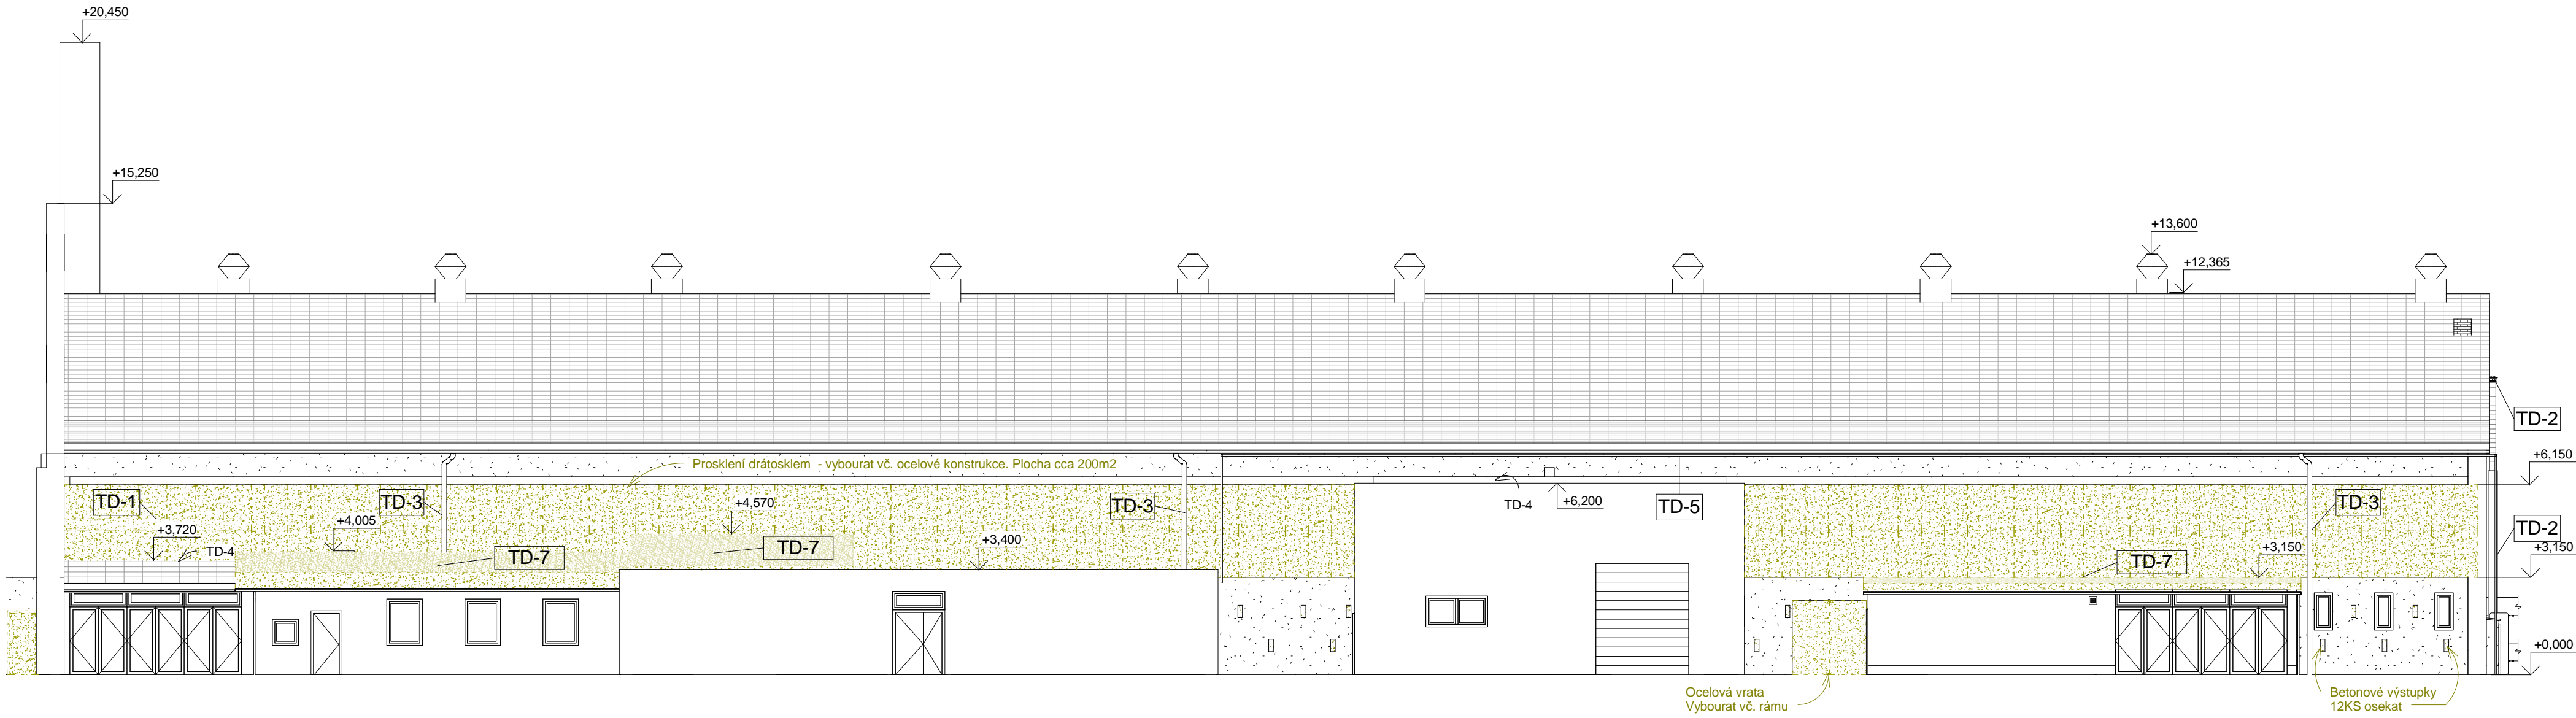 +20,450
+15,250
+13,600
+12,365
TD-2
Prosklení drátosklem - vybourat vč. ocelové konstrukce. Plocha cca 200m2
+6,150
TD-1
TD-3
+4,570
TD-3
TD-4
+6,200
TD-5
TD-3
+3,720
+4,005
TD-2
TD-4
TD-7
TD-7
+3,400
TD-7
+3,150
+3,150
+0,000
Ocelová vrata
Vybourat vč. rámu
Betonové výstupky
12KS osekat